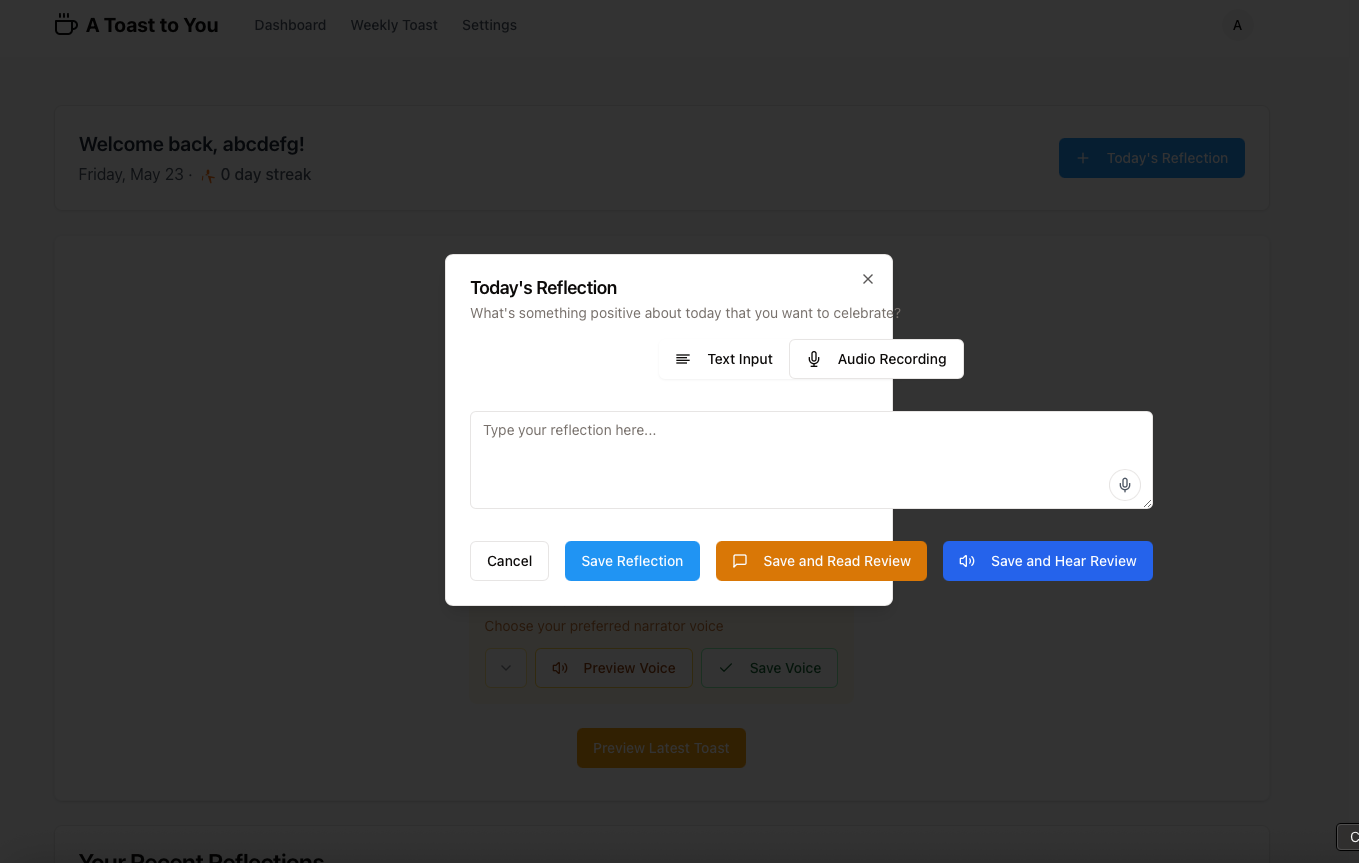 A Toast to You
Dashboard Weekly Toast Settings
A
Welcome back, abcdefg!
Friday, May 23 · 0 day streak
Today's Reflection
Today's Reflection
What's something positive about today that you want to celebrate?
Text Input Audio Recording
Type your reflection here...
Cancel Save Reflection Save and Read Review Save and Hear Review
Choose your preferred narrator voice
Preview Voice Save Voice
Preview Latest Toast
C
Your Recent Reflections